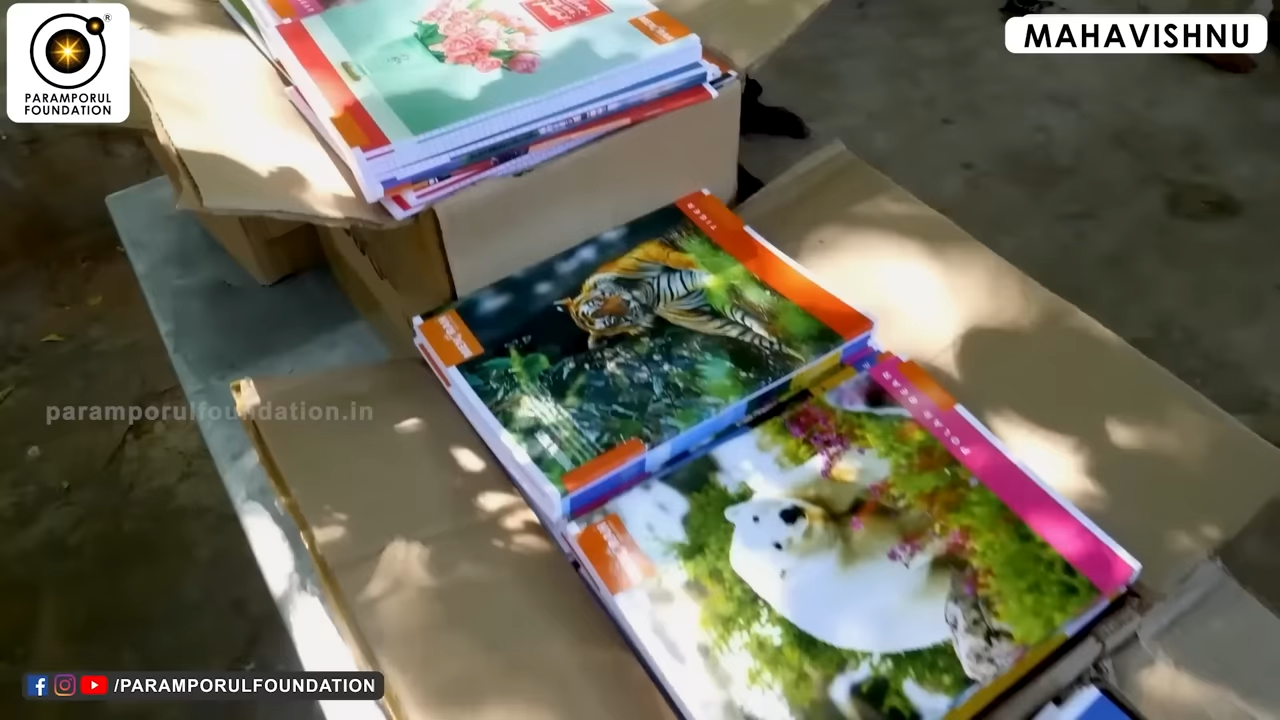 ®
PARAMPORUL
FOUNDATION
MAHAVISHNU
TIGER
POLAR BEAR
paramporulfoundation.in
/PARAMPORULFOUNDATION